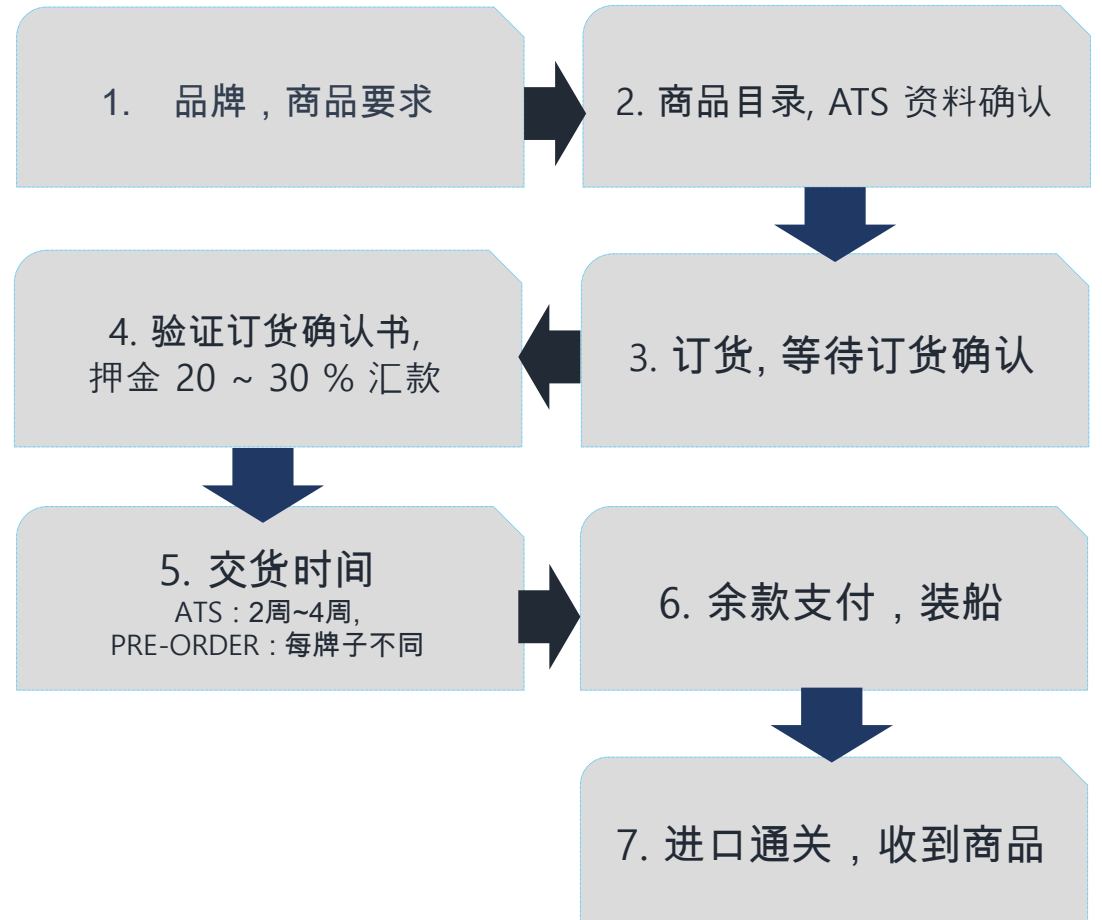 1. 品牌，商品要求
2. 商品目录, ATS 资料确认
3. 订货, 等待订货确认
4. 验证订货确认书,
押金 20 ~ 30 % 汇款
5. 交货时间
ATS : 2周~4周,
PRE-ORDER : 每牌子不同
6. 余款支付，装船
7. 进口通关，收到商品